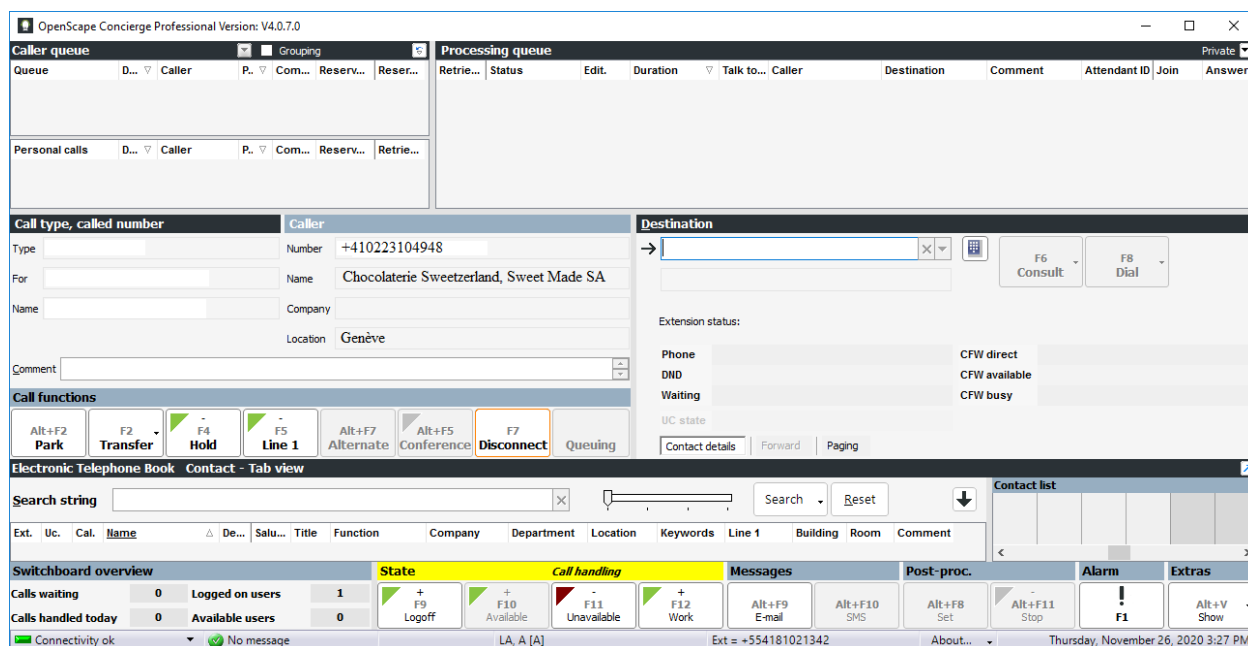 OpenScape Concierge Professional Version: V4.0.7.0
Caller queue Grouping
Queue D... Caller P.. Com... Reserv... Reser...
Personal calls D... Caller P.. Com... Reserv... Retrie...
Processing queue Private
Retrie... Status Edit. Duration Talk to... Caller Destination Comment Attendant ID Join Answer
Call type, called number
Type
For
Name
Comment
Caller
Number +410223104948
Name Chocolaterie Sweetzerland, Sweet Made SA
Company
Location Genève
Destination
F6 Consult
F8 Dial
Extension status:
Phone CFW direct
DND CFW available
Waiting CFW busy
UC state
Contact details Forward Paging
Call functions
Alt+F2 F2 - F4 - F5 Alt+F7 Alt+F5 F7
Park Transfer Hold Line 1 Alternate Conference Disconnect Queuing
Electronic Telephone Book Contact - Tab view
Search string Search Reset
Ext. Uc. Cal. Name De... Salu... Title Function Company Department Location Keywords Line 1 Building Room Comment
Contact list
Switchboard overview
Calls waiting 0 Logged on users 1
Calls handled today 0 Available users 0
State Call handling
+ F9 Logoff
+ F10 Available
- F11 Unavailable
+ F12 Work
Messages
Alt+F9 E-mail
Alt+F10 SMS
Post-proc.
Alt+F8 Set
- Alt+F11 Stop
Alarm
! F1
Extras
Alt+V Show
Connectivity ok No message LA, A [A] Ext = +554181021342 About... Thursday, November 26, 2020 3:27 PM